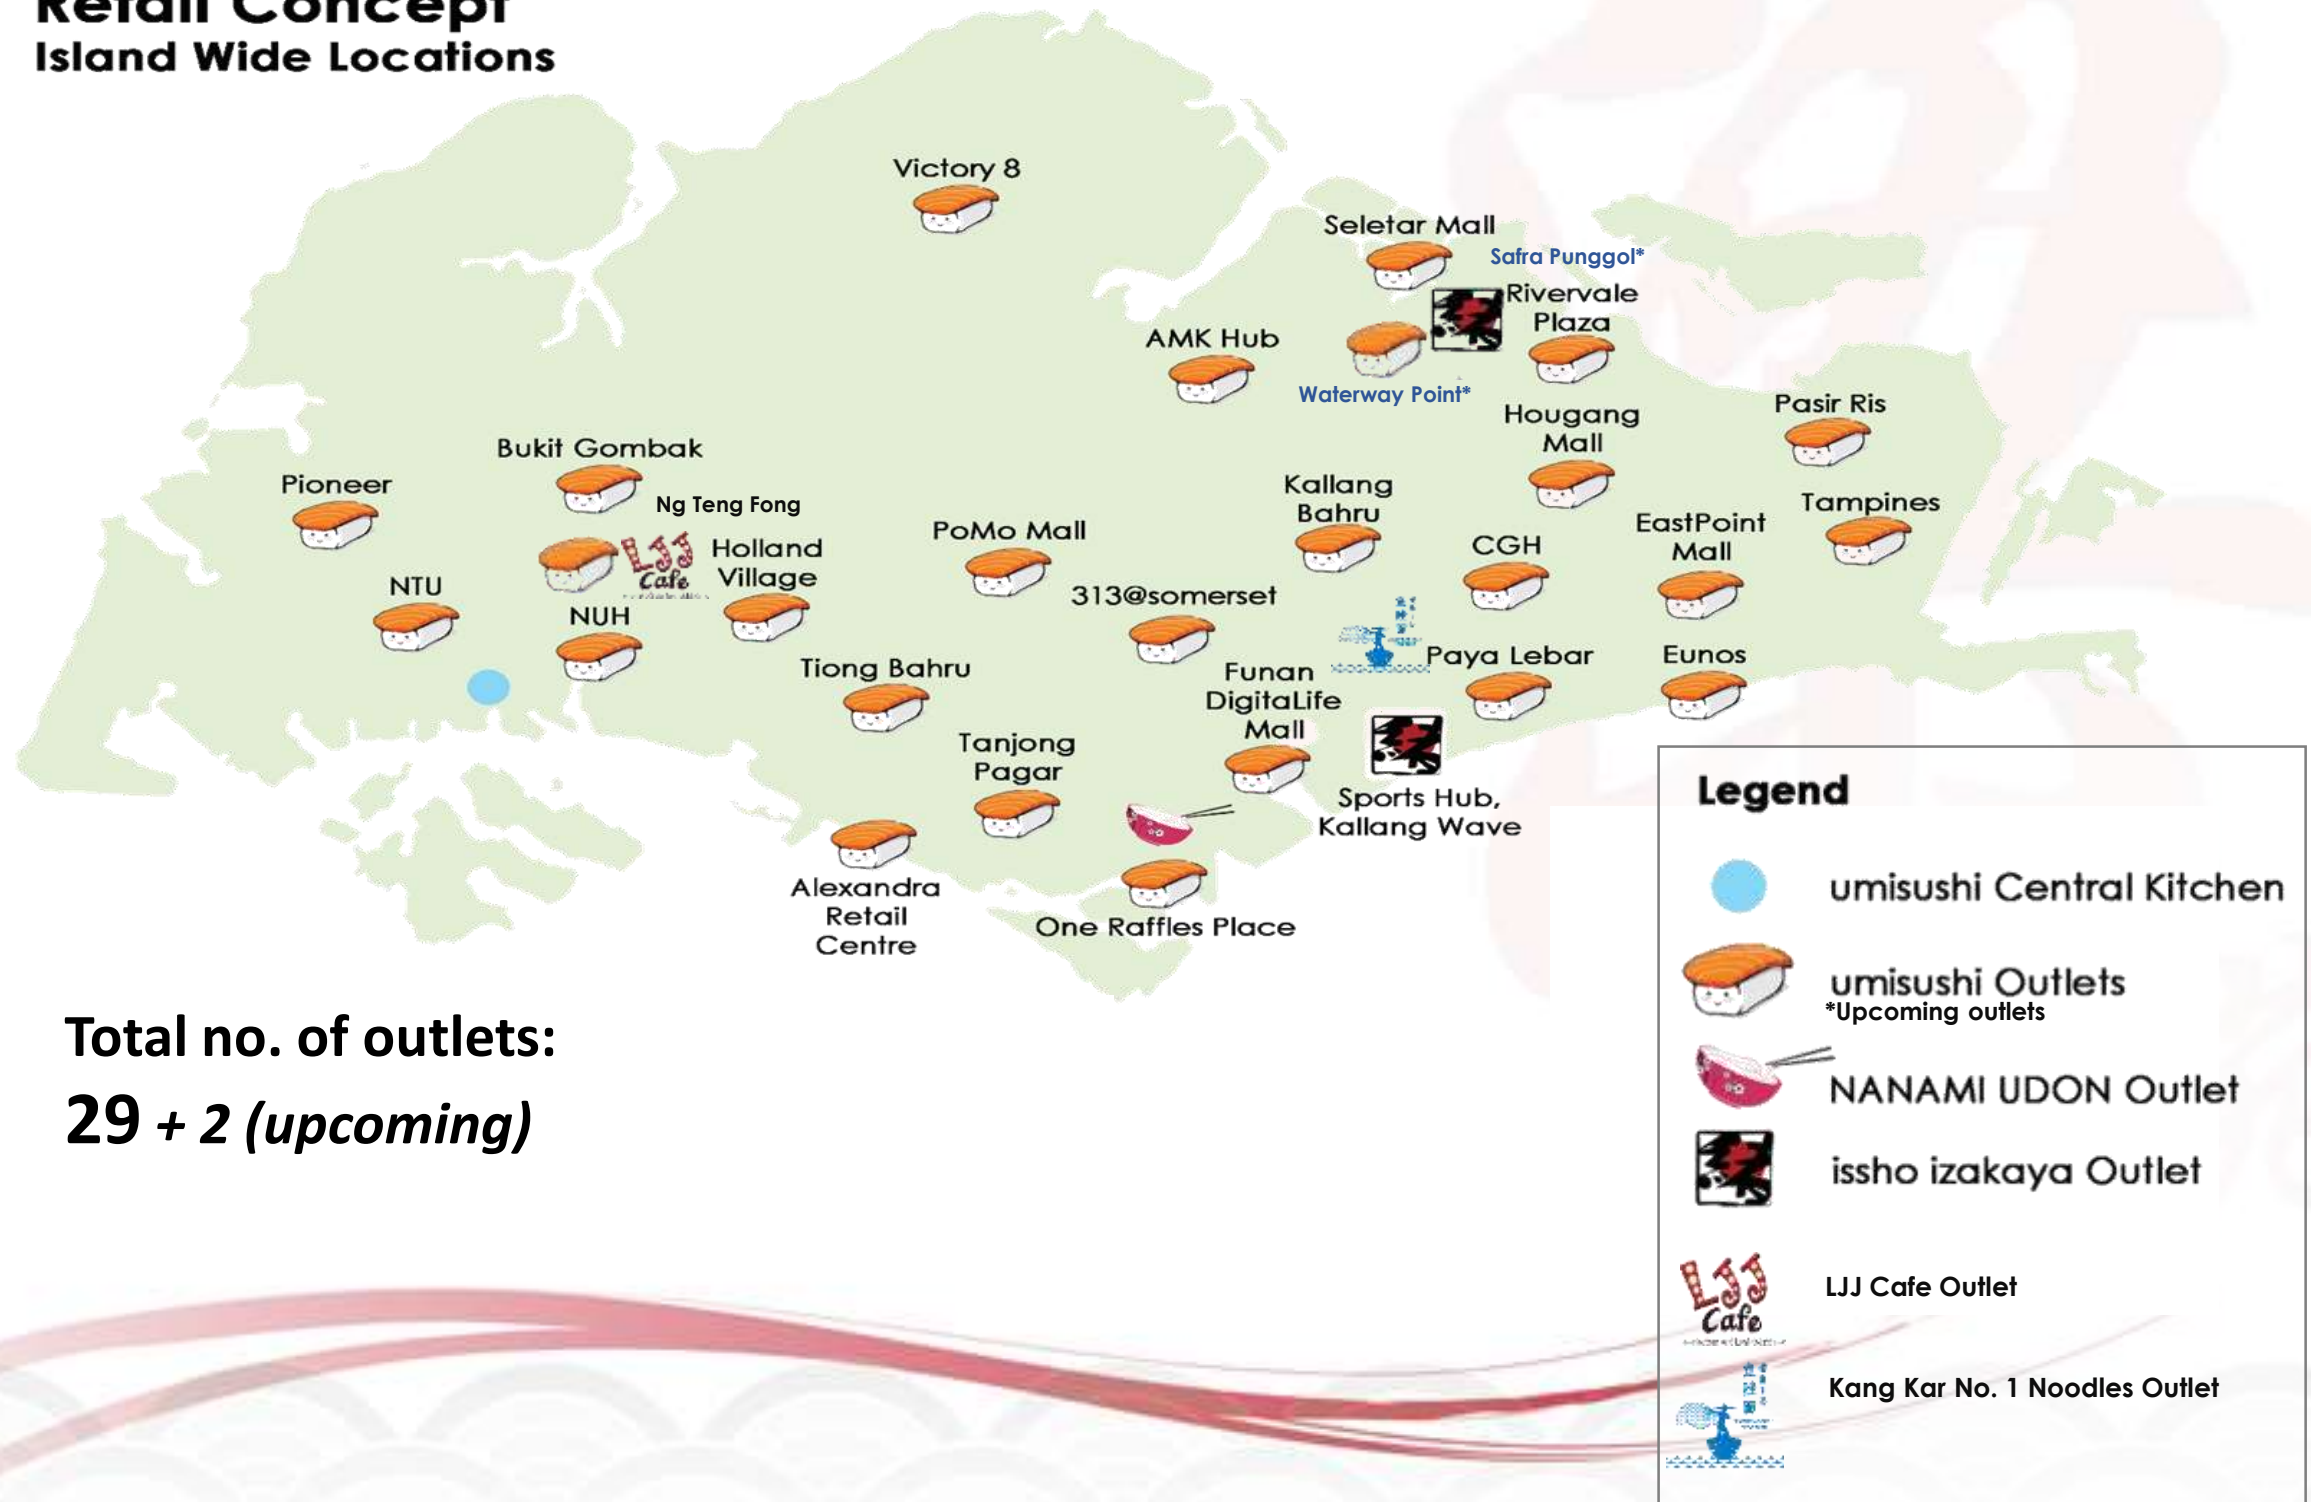 Retail Concept
Island Wide Locations
Victory 8
Seletar Mall
Safra Punggol*
Rivervale
Plaza
AMK Hub
Waterway Point*
Hougang
Mall
Pasir Ris
Bukit Gombak
Pioneer
Ng Teng Fong
Kallang
Bahru
Tampines
EastPoint
Mall
PoMo Mall
CGH
Holland
Village
LJJ
Cafe
NTU
NUH
313@somerset
Tiong Bahru
Funan
DigitaLife
Mall
Paya Lebar
Eunos
Tanjong
Pagar
Sports Hub,
Kallang Wave
Alexandra
Retail
Centre
One Raffles Place
Total no. of outlets:
29 + 2 (upcoming)
Legend
umisushi Central Kitchen
umisushi Outlets
*Upcoming outlets
NANAMI UDON Outlet
issho izakaya Outlet
LJJ
Cafe
LJJ Cafe Outlet
Kang Kar No. 1 Noodles Outlet